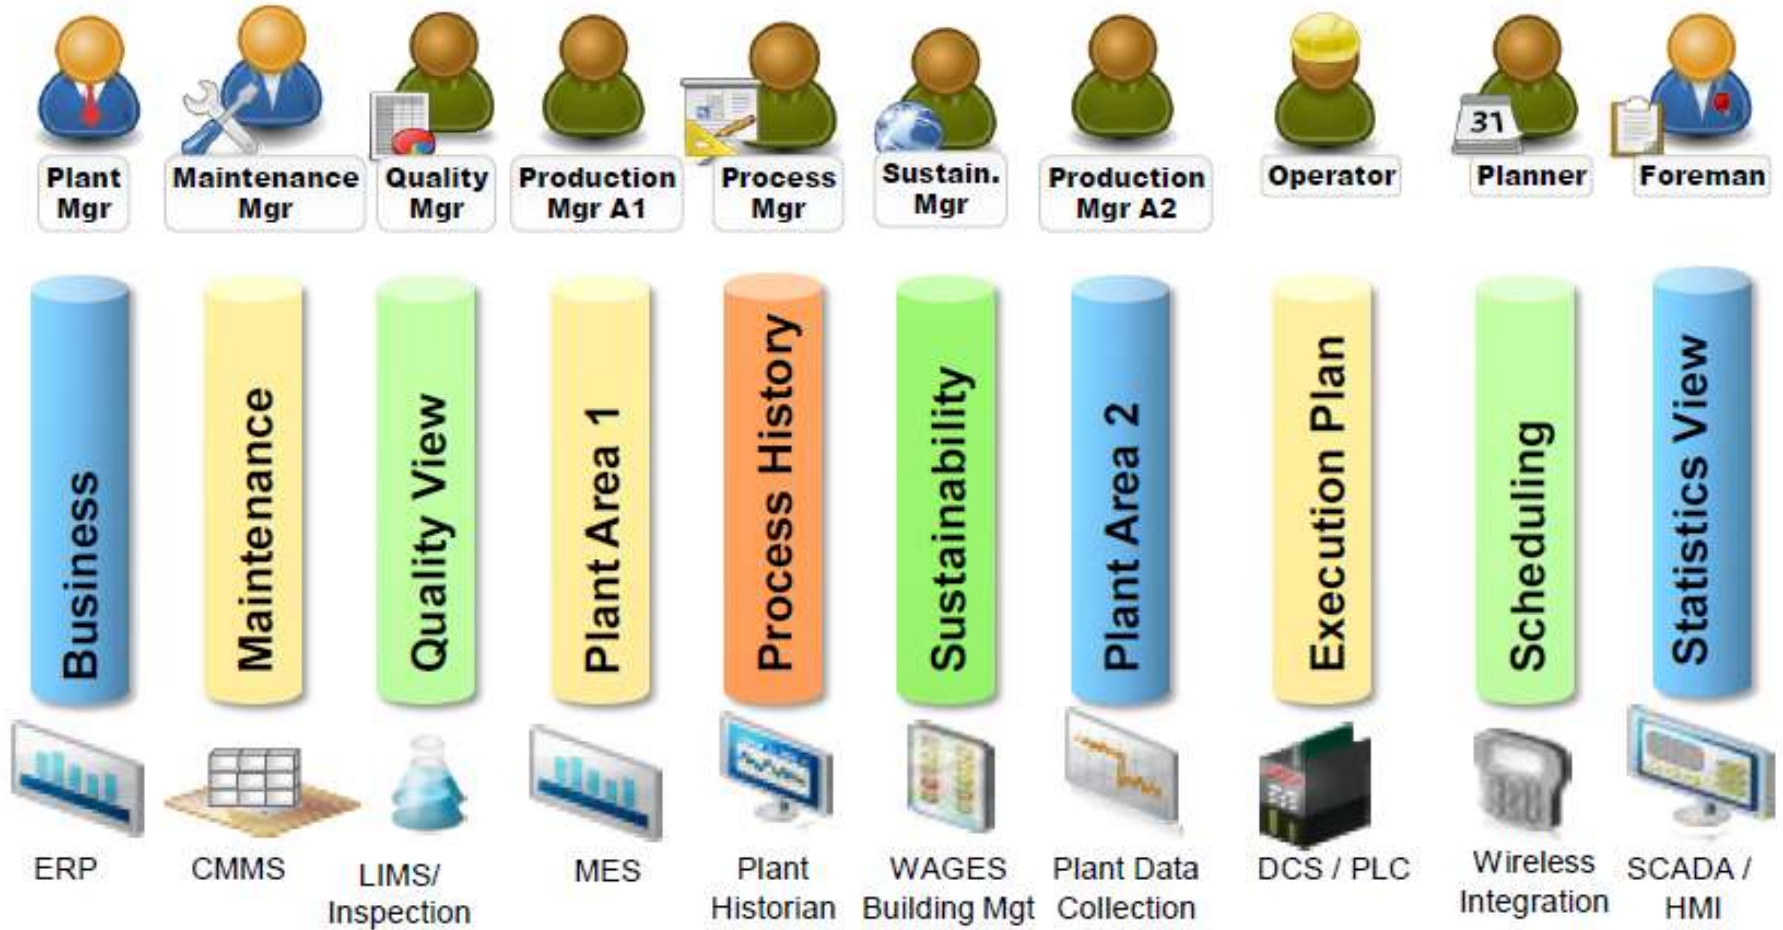 31
Plant
Mgr
Maintenance
Mgr
Quality
Mgr
Production
Mgr A1
Process
Mgr
Sustain.
Mgr
Production
Mgr A2
Operator
Planner
Foreman
Business
Maintenance
Quality View
Plant Area 1
Process History
Sustainability
Plant Area 2
Execution Plan
Scheduling
Statistics View
ERP
CMMS
LIMS/
Inspection
MES
Plant
Historian
WAGES
Building Mgt
Plant Data
Collection
DCS / PLC
Wireless
Integration
SCADA /
HMI